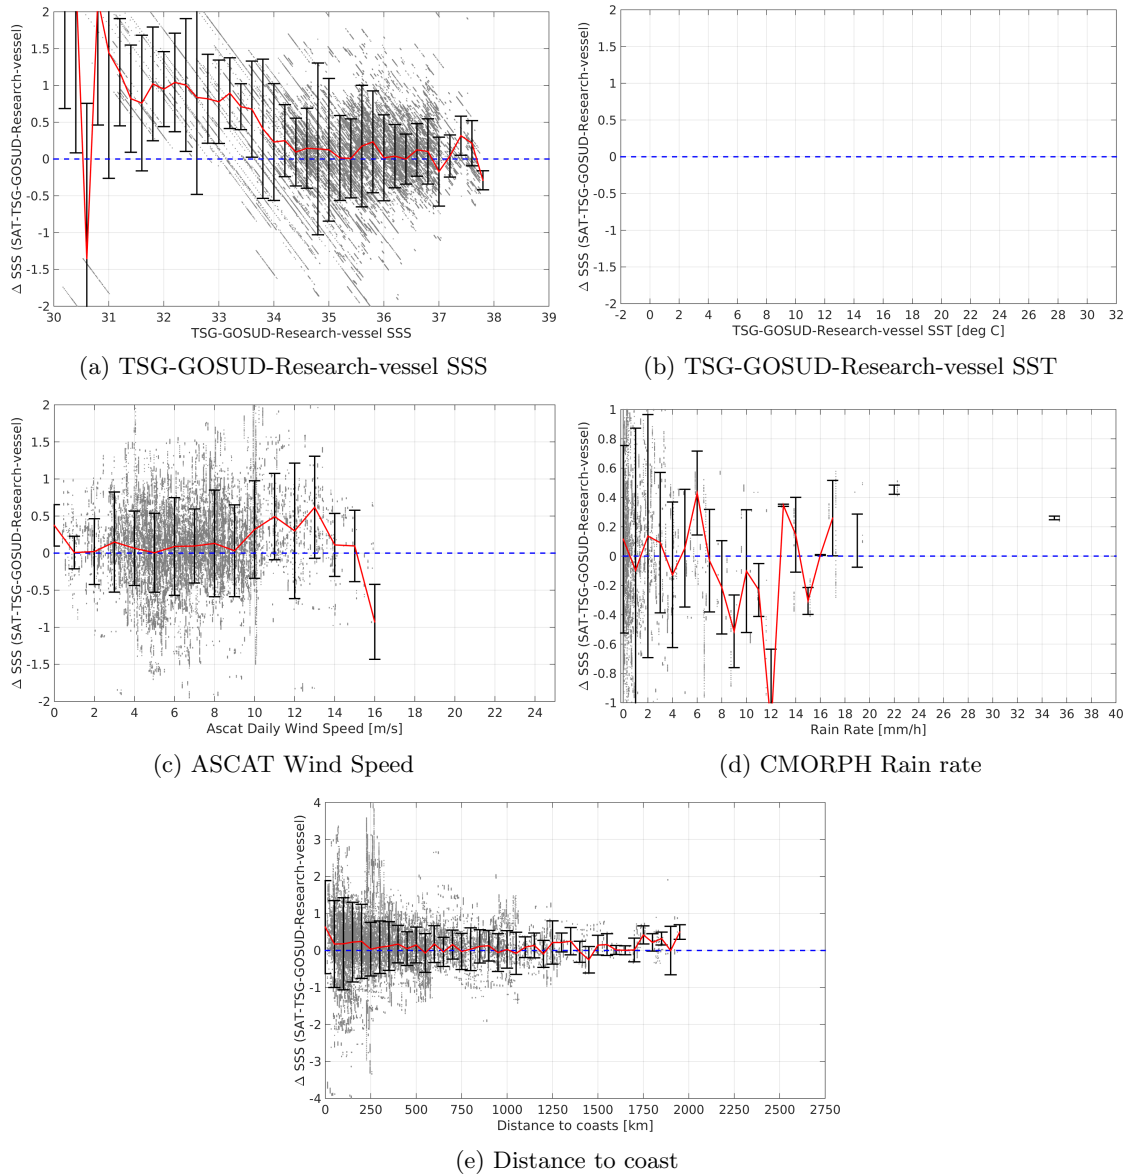 Δ SSS (SAT-TSG-GOSUD-Research-vessel)
2
1.5
1
0.5
0
-0.5
-1
-1.5
-2
30 31 32 33 34 35 36 37 38 39
TSG-GOSUD-Research-vessel SSS
(a) TSG-GOSUD-Research-vessel SSS
Δ SSS (SAT-TSG-GOSUD-Research-vessel)
2
1.5
1
0.5
0
-0.5
-1
-1.5
-2
-2 0 2 4 6 8 10 12 14 16 18 20 22 24 26 28 30 32
TSG-GOSUD-Research-vessel SST [deg C]
(b) TSG-GOSUD-Research-vessel SST
Δ SSS (SAT-TSG-GOSUD-Research-vessel)
2
1.5
1
0.5
0
-0.5
-1
-1.5
-2
0 2 4 6 8 10 12 14 16 18 20 22 24
Ascat Daily Wind Speed [m/s]
(c) ASCAT Wind Speed
Δ SSS (SAT-TSG-GOSUD-Research-vessel)
1
0.8
0.6
0.4
0.2
0
-0.2
-0.4
-0.6
-0.8
-1
0 2 4 6 8 10 12 14 16 18 20 22 24 26 28 30 32 34 36 38 40
Rain Rate [mm/h]
(d) CMORPH Rain rate
Δ SSS (SAT-TSG-GOSUD-Research-vessel)
4
3
2
1
0
-1
-2
-3
-4
0 250 500 750 1000 1250 1500 1750 2000 2250 2500 2750
Distance to coasts [km]
(e) Distance to coast